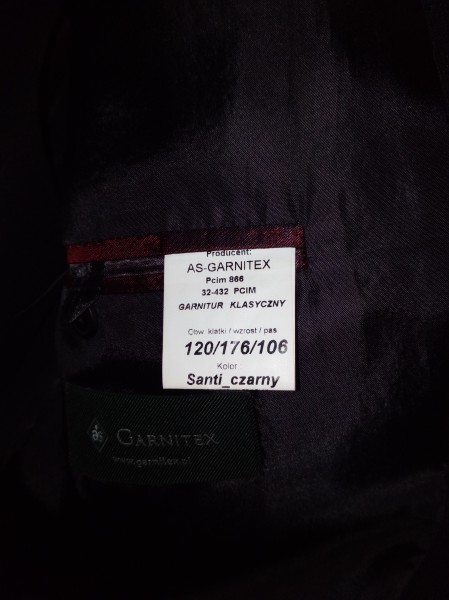 Producent:
AS-GARNITEX
Pcim 866
32-432 PCIM
GARNITUR KLASYCZNY
Obw. klatki / wzrost / pas
120/176/106
Kolor
Santi_czarny
as GARNITEX
www.garnitex.pl